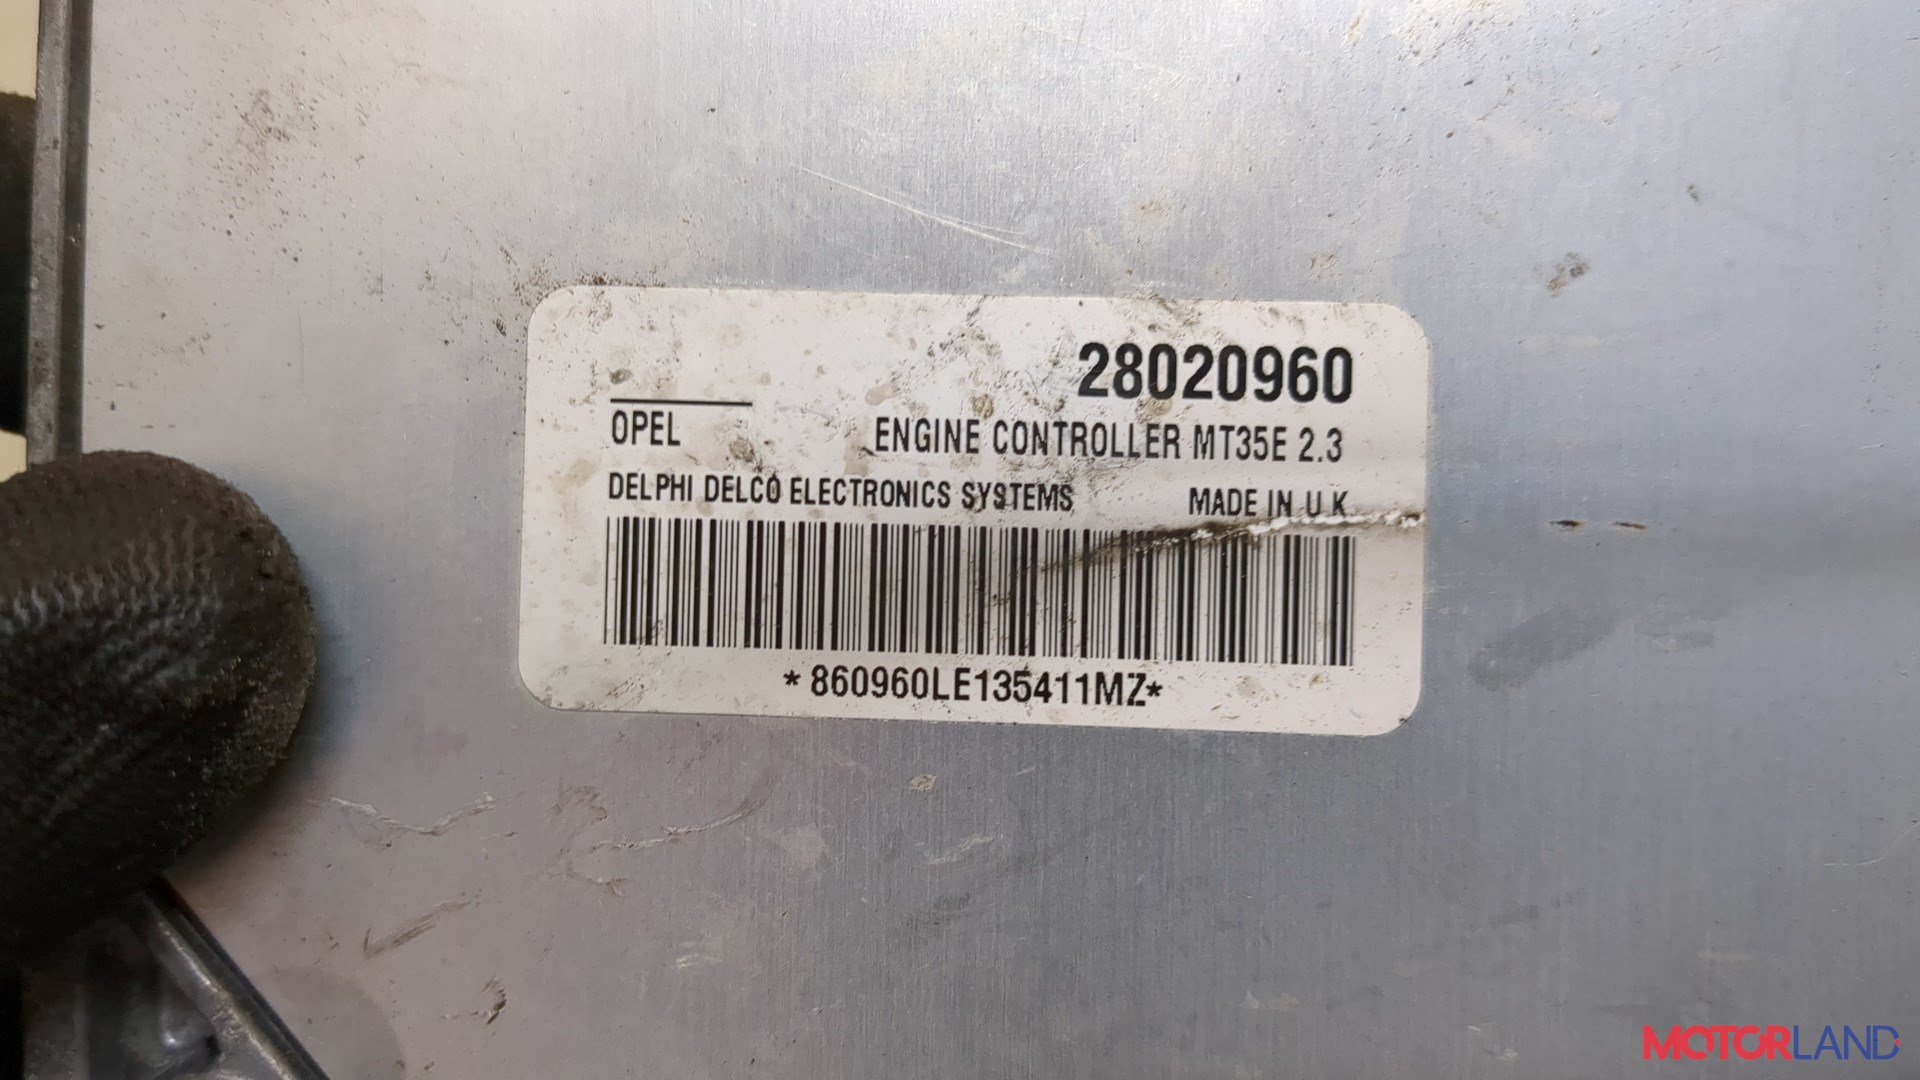 28020960
OPEL ENGINE CONTROLLER MT35E 2.3
DELPHI DELCO ELECTRONICS SYSTEMS MADE IN U K
*860960LE135411MZ*
MOTORLAND